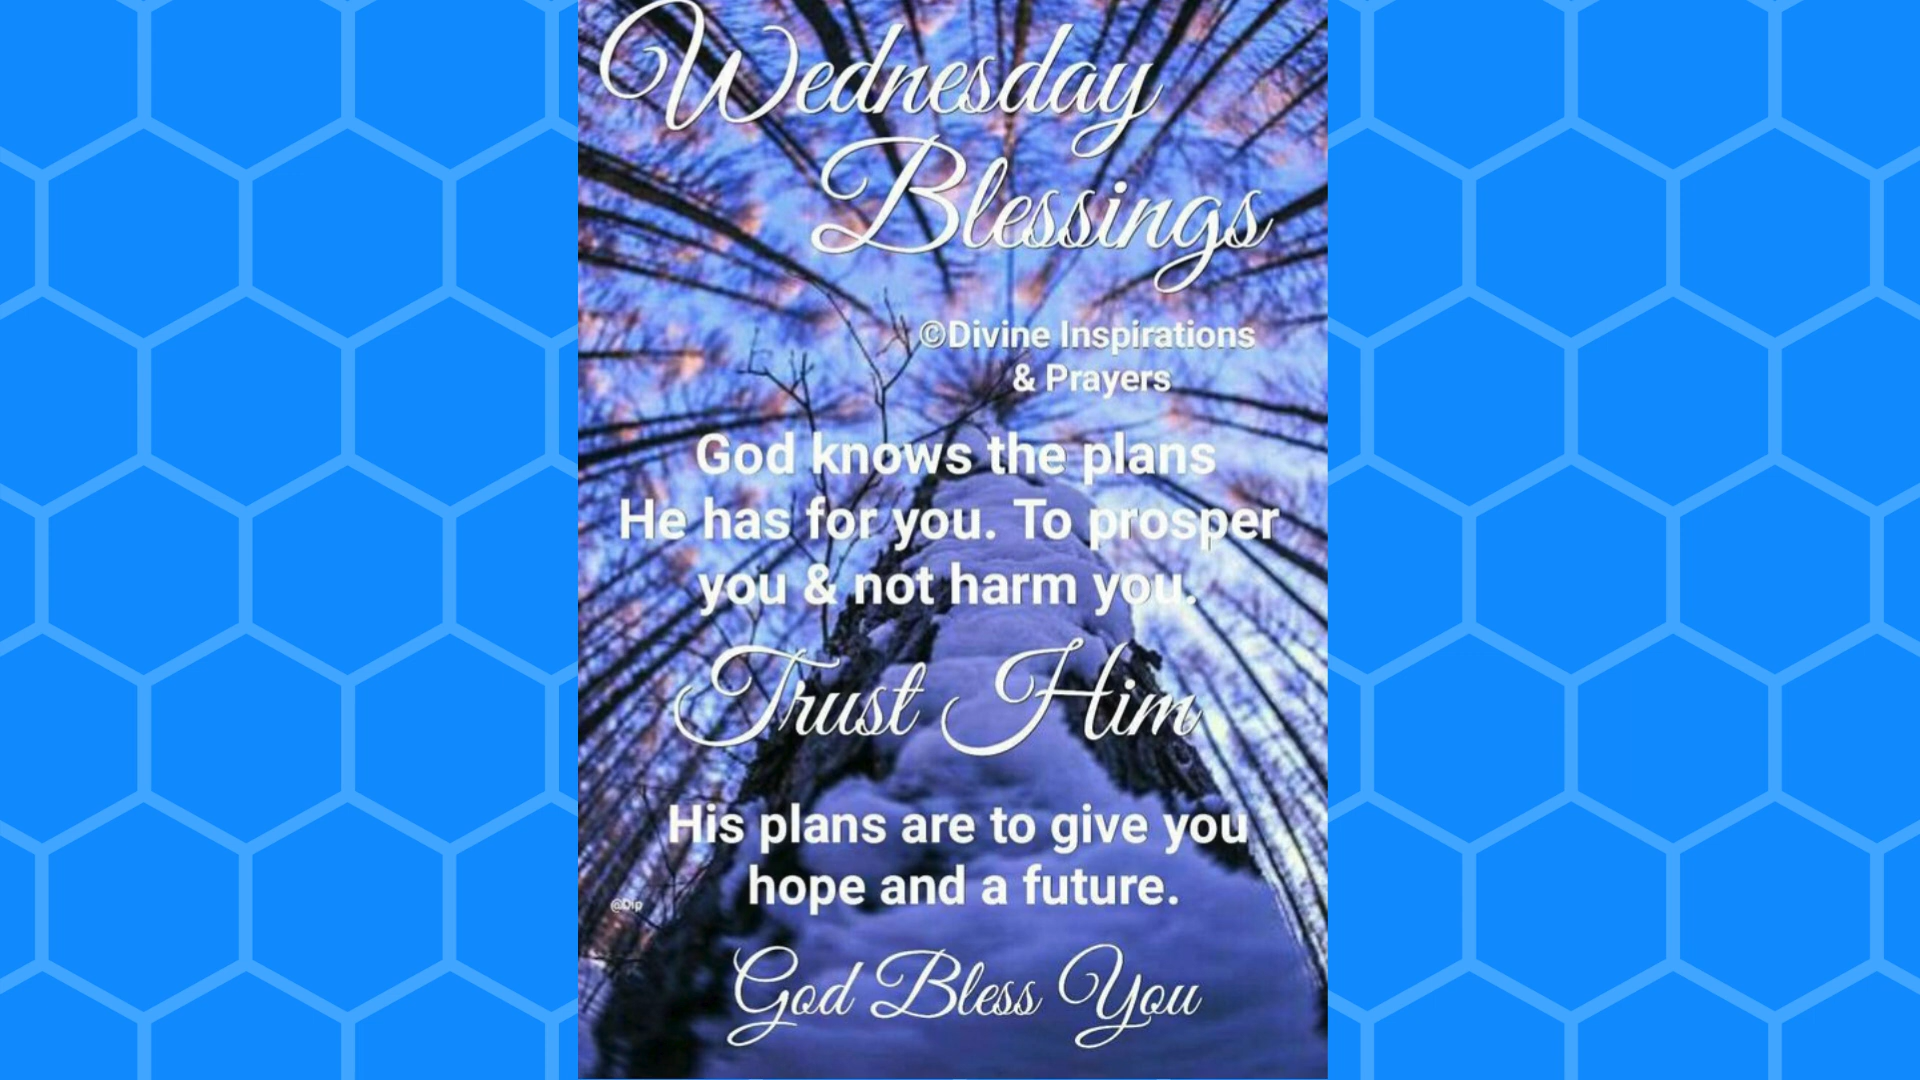 Wednesday
Blessings
©Divine Inspirations
& Prayers
God knows the plans
He has for you. To prosper
you & not harm you.
Trust Him
His plans are to give you
hope and a future.
@Dip
God Bless You